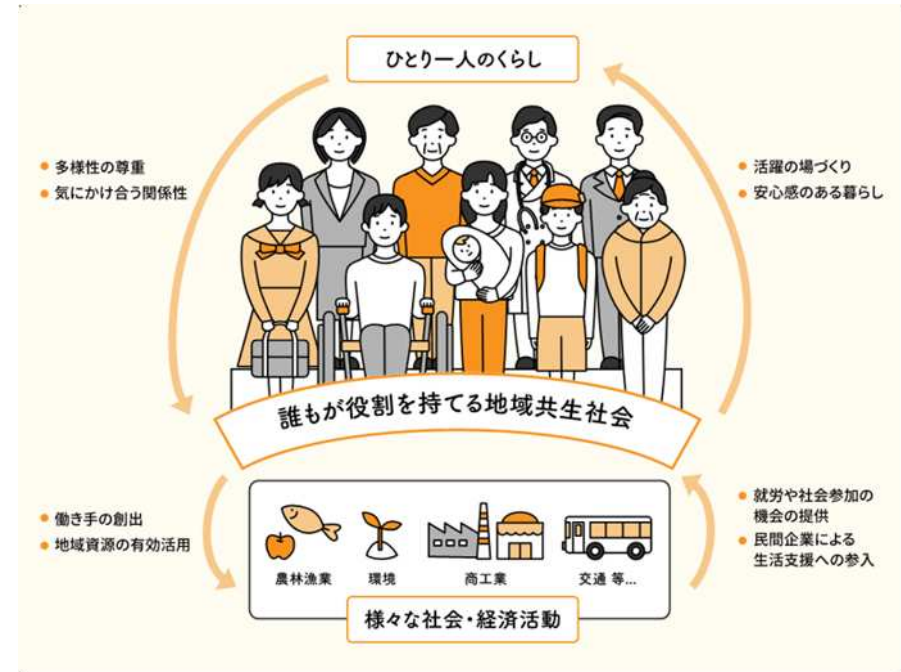 ひとり一人のくらし
● 多様性の尊重
● 気にかけ合う関係性
● 活躍の場づくり
● 安心感のある暮らし
誰もが役割を持てる地域共生社会
● 働き手の創出
● 地域資源の有効活用
● 就労や社会参加の
機会の提供
● 民間企業による
生活支援への参入
農林漁業 環境 商工業 交通 等...
様々な社会・経済活動